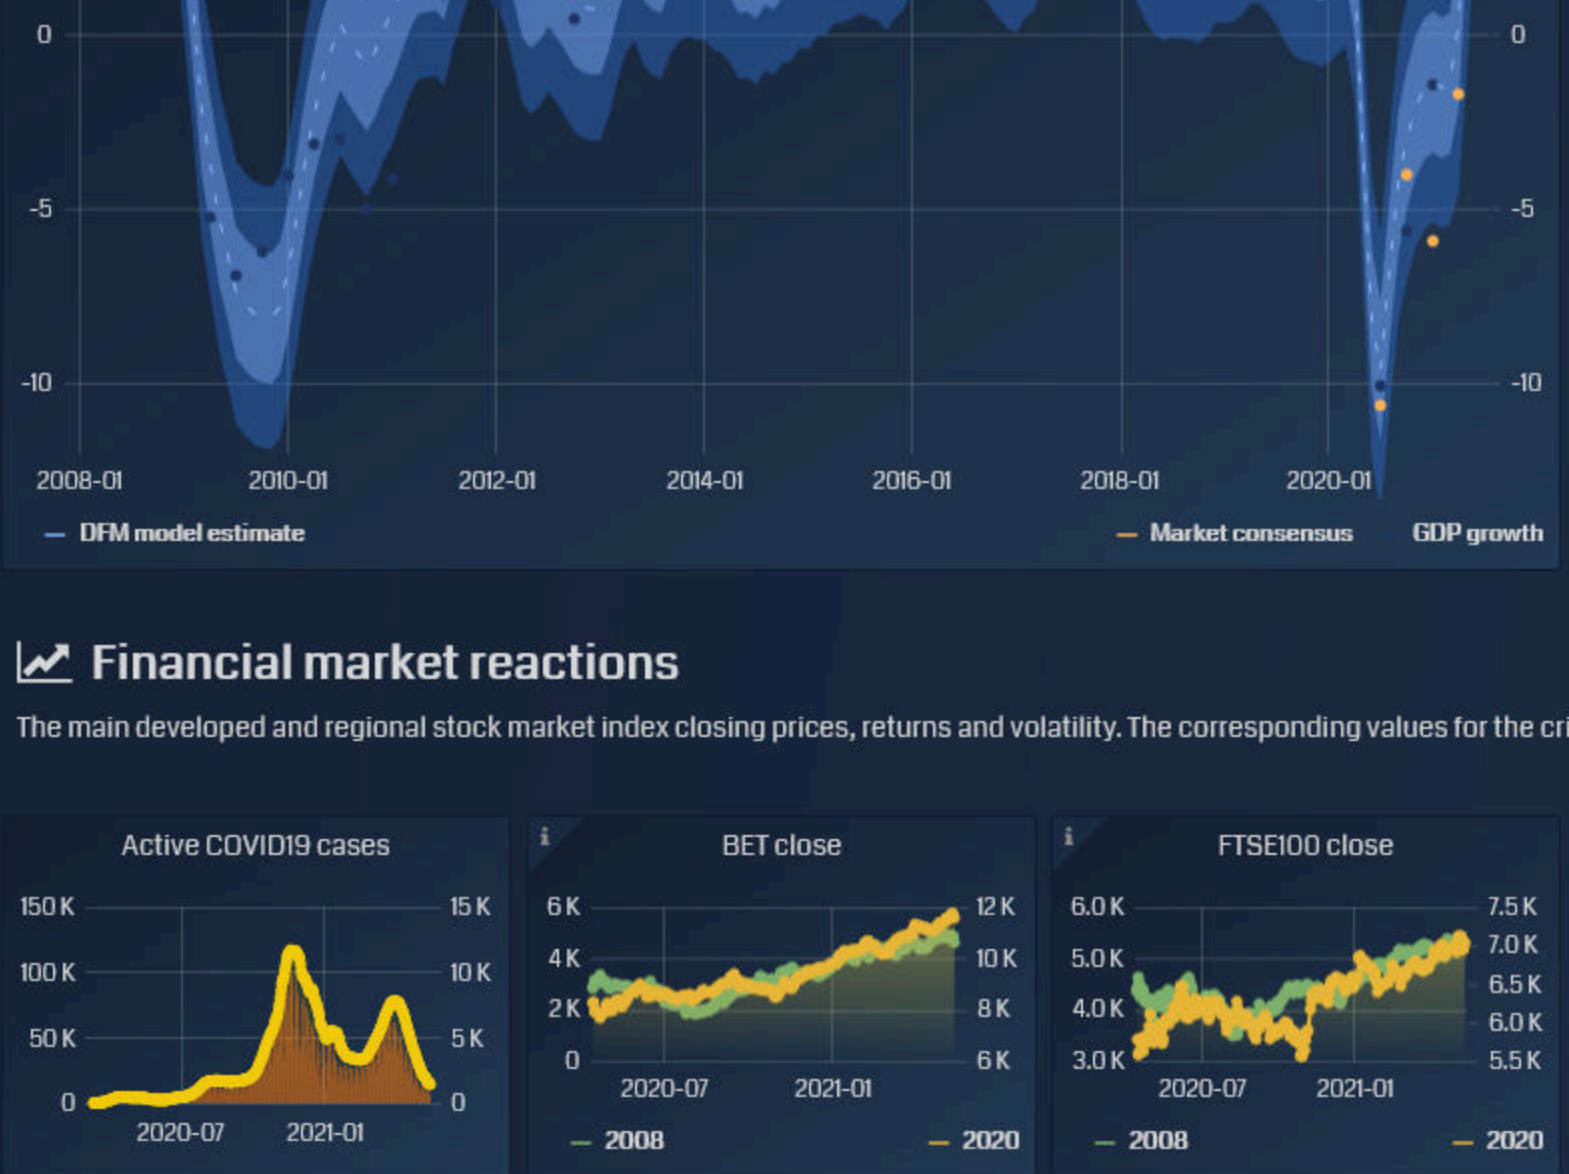 0 0
-5 -5
-10 -10
2008-01 2010-01 2012-01 2014-01 2016-01 2018-01 2020-01
DFM model estimate Market consensus GDP growth
Financial market reactions
The main developed and regional stock market index closing prices, returns and volatility. The corresponding values for the cri
Active COVID19 cases
150 K 15 K
100 K 10 K
50 K 5 K
0 0
2020-07 2021-01
i
BET close
6 K 12 K
4 K 10 K
2 K 8 K
0 6 K
2020-07 2021-01
2008 2020
i
FTSE100 close
6.0 K 7.5 K
7.0 K
5.0 K
6.5 K
4.0 K
6.0 K
3.0 K 5.5 K
2020-07 2021-01
2008 2020